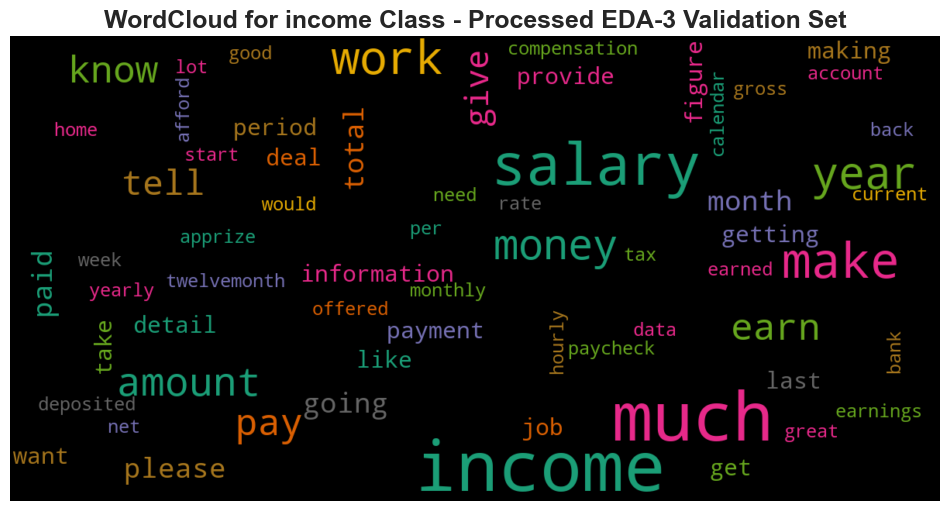 WordCloud for income Class - Processed EDA-3 Validation Set
know
lot
good
work
give
compensation
provide
figure
calendar
making
account
gross
home
afford
period
total
back
start
deal
salary
year
tell
would
need
rate
month
current
apprize
per
money
getting
week
tax
make
paid
yearly
twelvemonth
information
monthly
earned
offered
detail
take
payment
like
hourly
data
paycheck
earn
bank
amount
last
deposited
going
net
pay
job
much
earnings
great
want
please
income
get